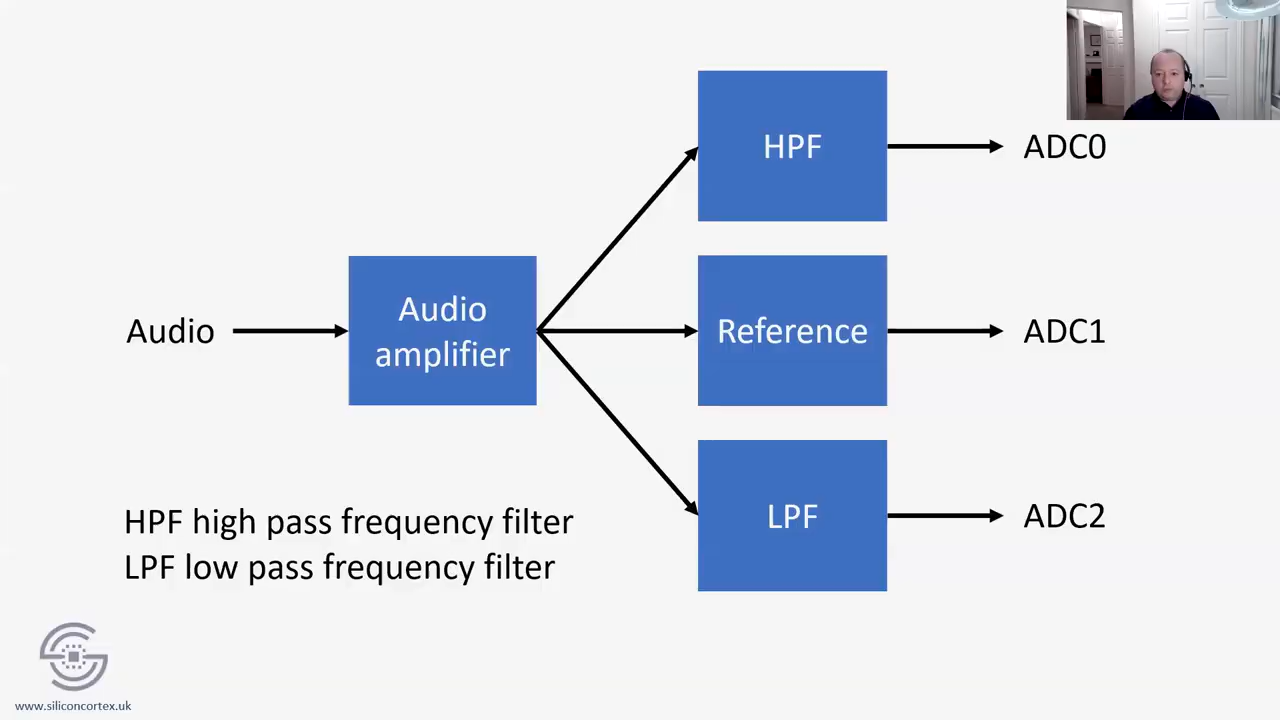 HPF
ADC0
Audio
Audio
amplifier
Reference
ADC1
LPF
ADC2
HPF high pass frequency filter
LPF low pass frequency filter
www.siliconcortex.uk